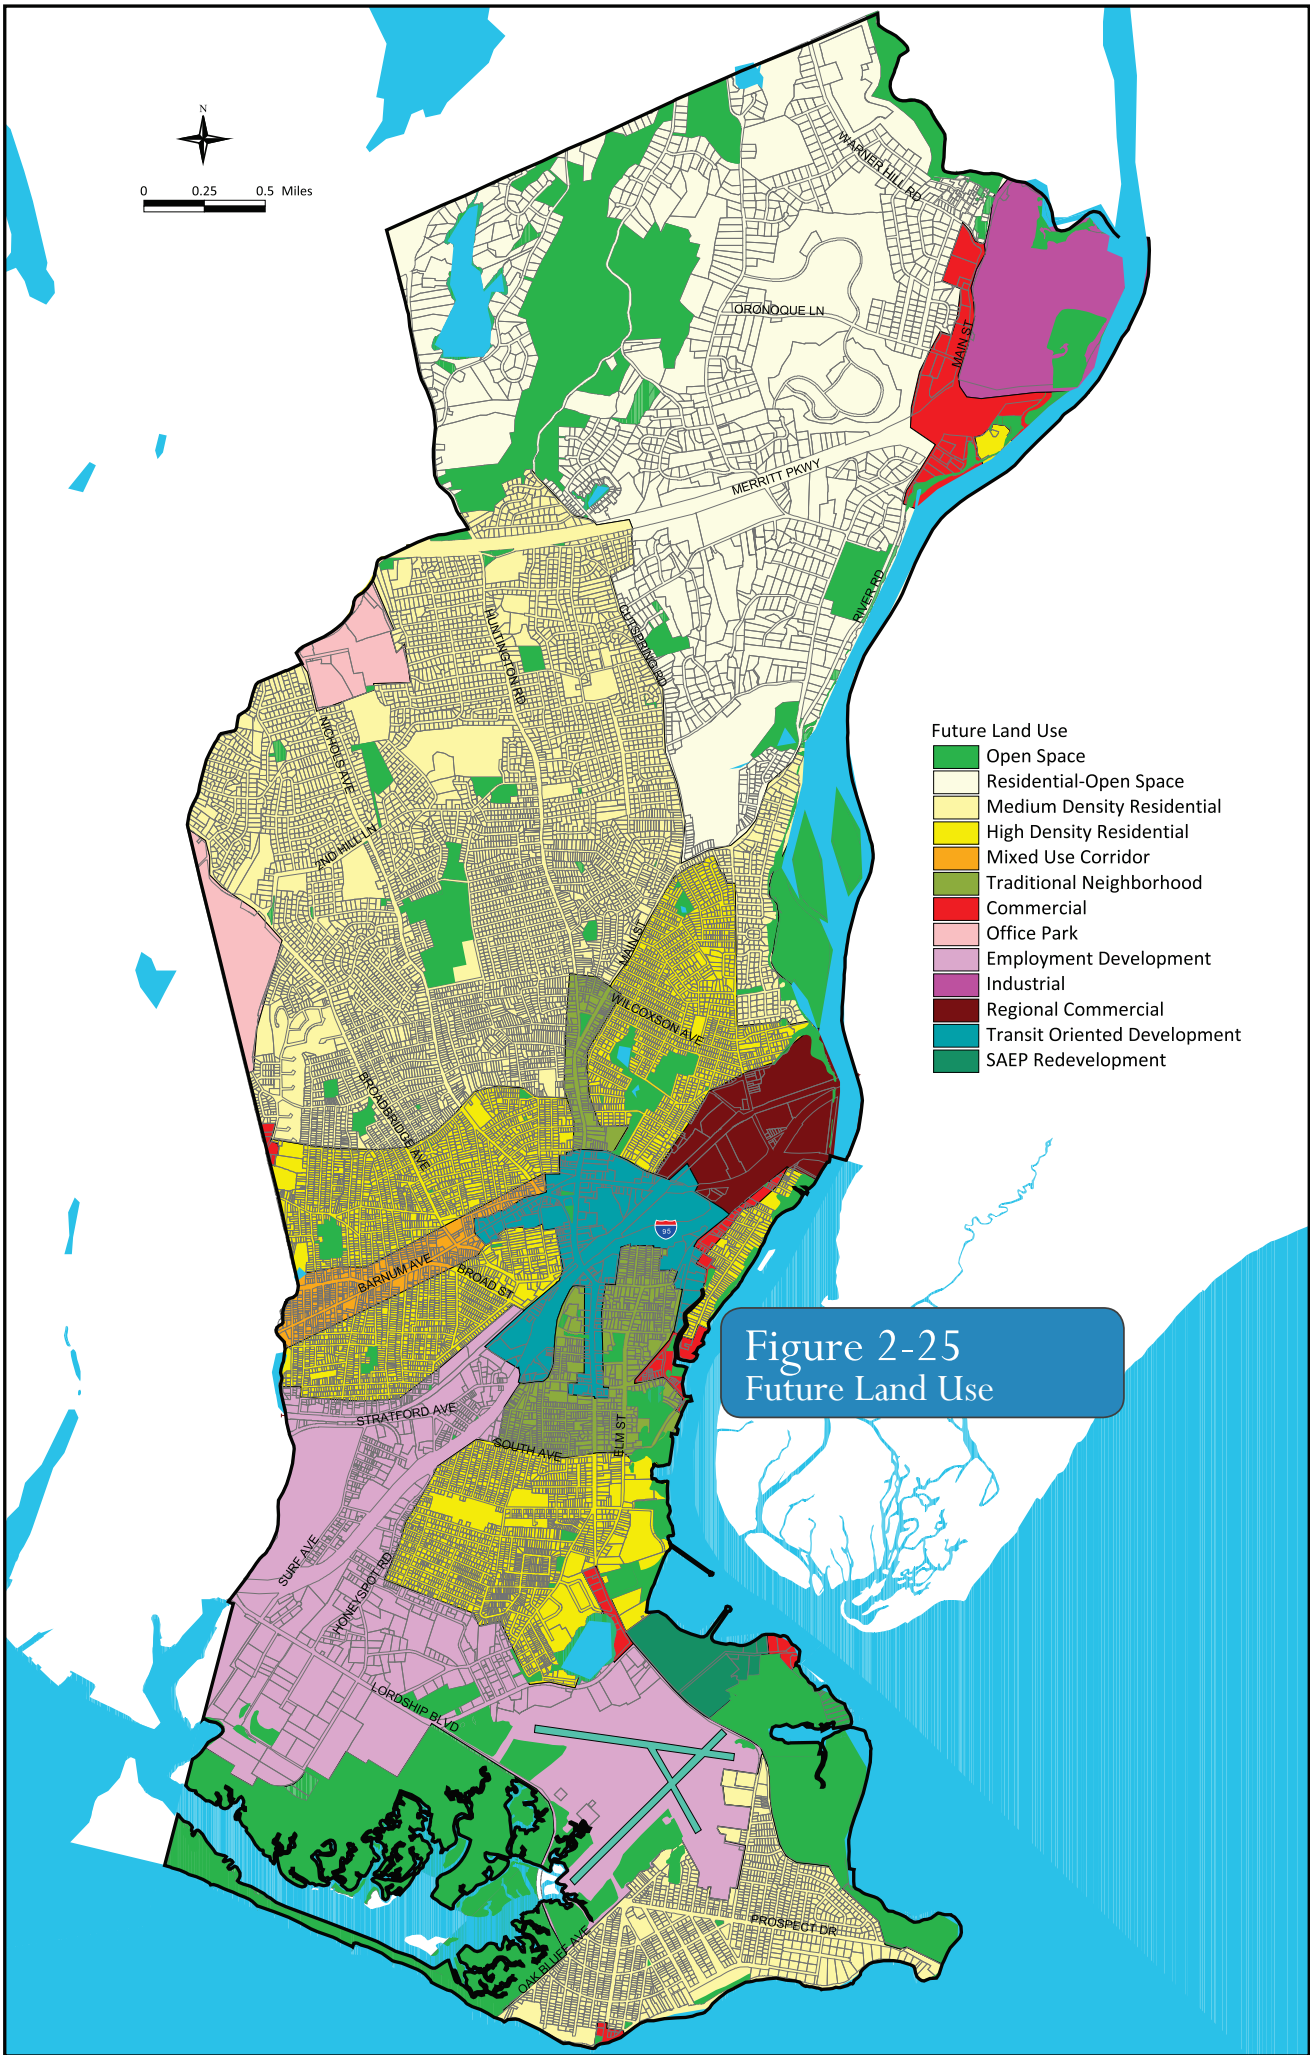 N
0 0.25 0.5 Miles
WARNER HILL RD
ORONOQUE LN
MAIN ST
MERRITT PKWY
RIVER RD
HUNTINGTON RD
CUTSPRING RD
NICHOLS AVE
2ND HILL LN
MAIN ST
WILCOXSON AVE
BROADBRIDGE AVE
95
BARNUM AVE
BROAD ST
STRATFORD AVE
SOUTH AVE
ELM ST
SURF AVE
HONEYSPOT RD
LORDSHIP BLVD
PROSPECT DR
OAK BLUFF AVE
Future Land Use
Open Space
Residential-Open Space
Medium Density Residential
High Density Residential
Mixed Use Corridor
Traditional Neighborhood
Commercial
Office Park
Employment Development
Industrial
Regional Commercial
Transit Oriented Development
SAEP Redevelopment
Figure 2-25
Future Land Use